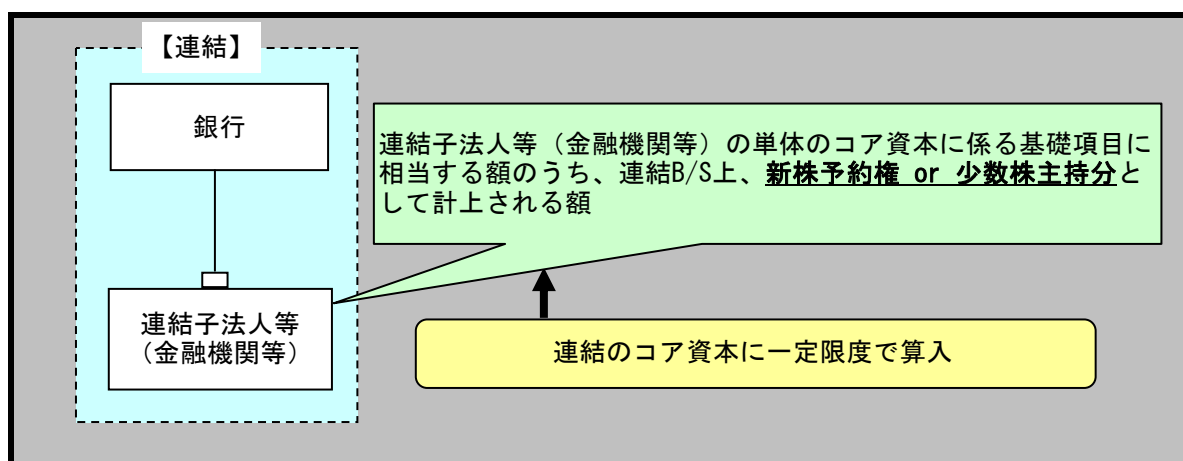 【連結】
銀行
連結子法人等（金融機関等）の単体のコア資本に係る基礎項目に
相当する額のうち、連結B/S上、新株予約権 or 少数株主持分と
して計上される額
連結子法人等
（金融機関等）
連結のコア資本に一定限度で算入